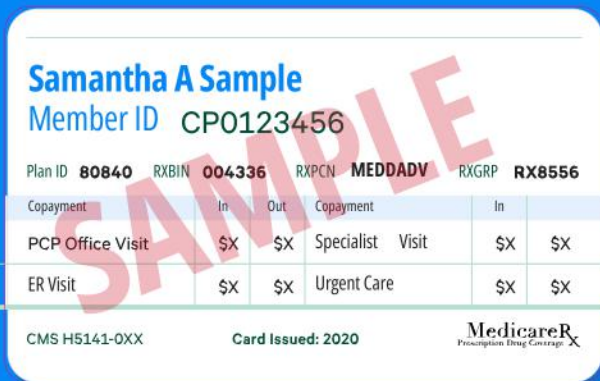 Samantha A Sample
Member ID CP0123456
Plan ID 80840 RXBIN 004336 RXPCN MEDDADV RXGRP RX8556
Copayment In Out Copayment In
PCP Office Visit $X $X Specialist Visit $X $X
ER Visit $X $X Urgent Care $X $X
CMS H5141-0XX Card Issued: 2020 MedicareRx
Prescription Drug Coverage
SAMPLE